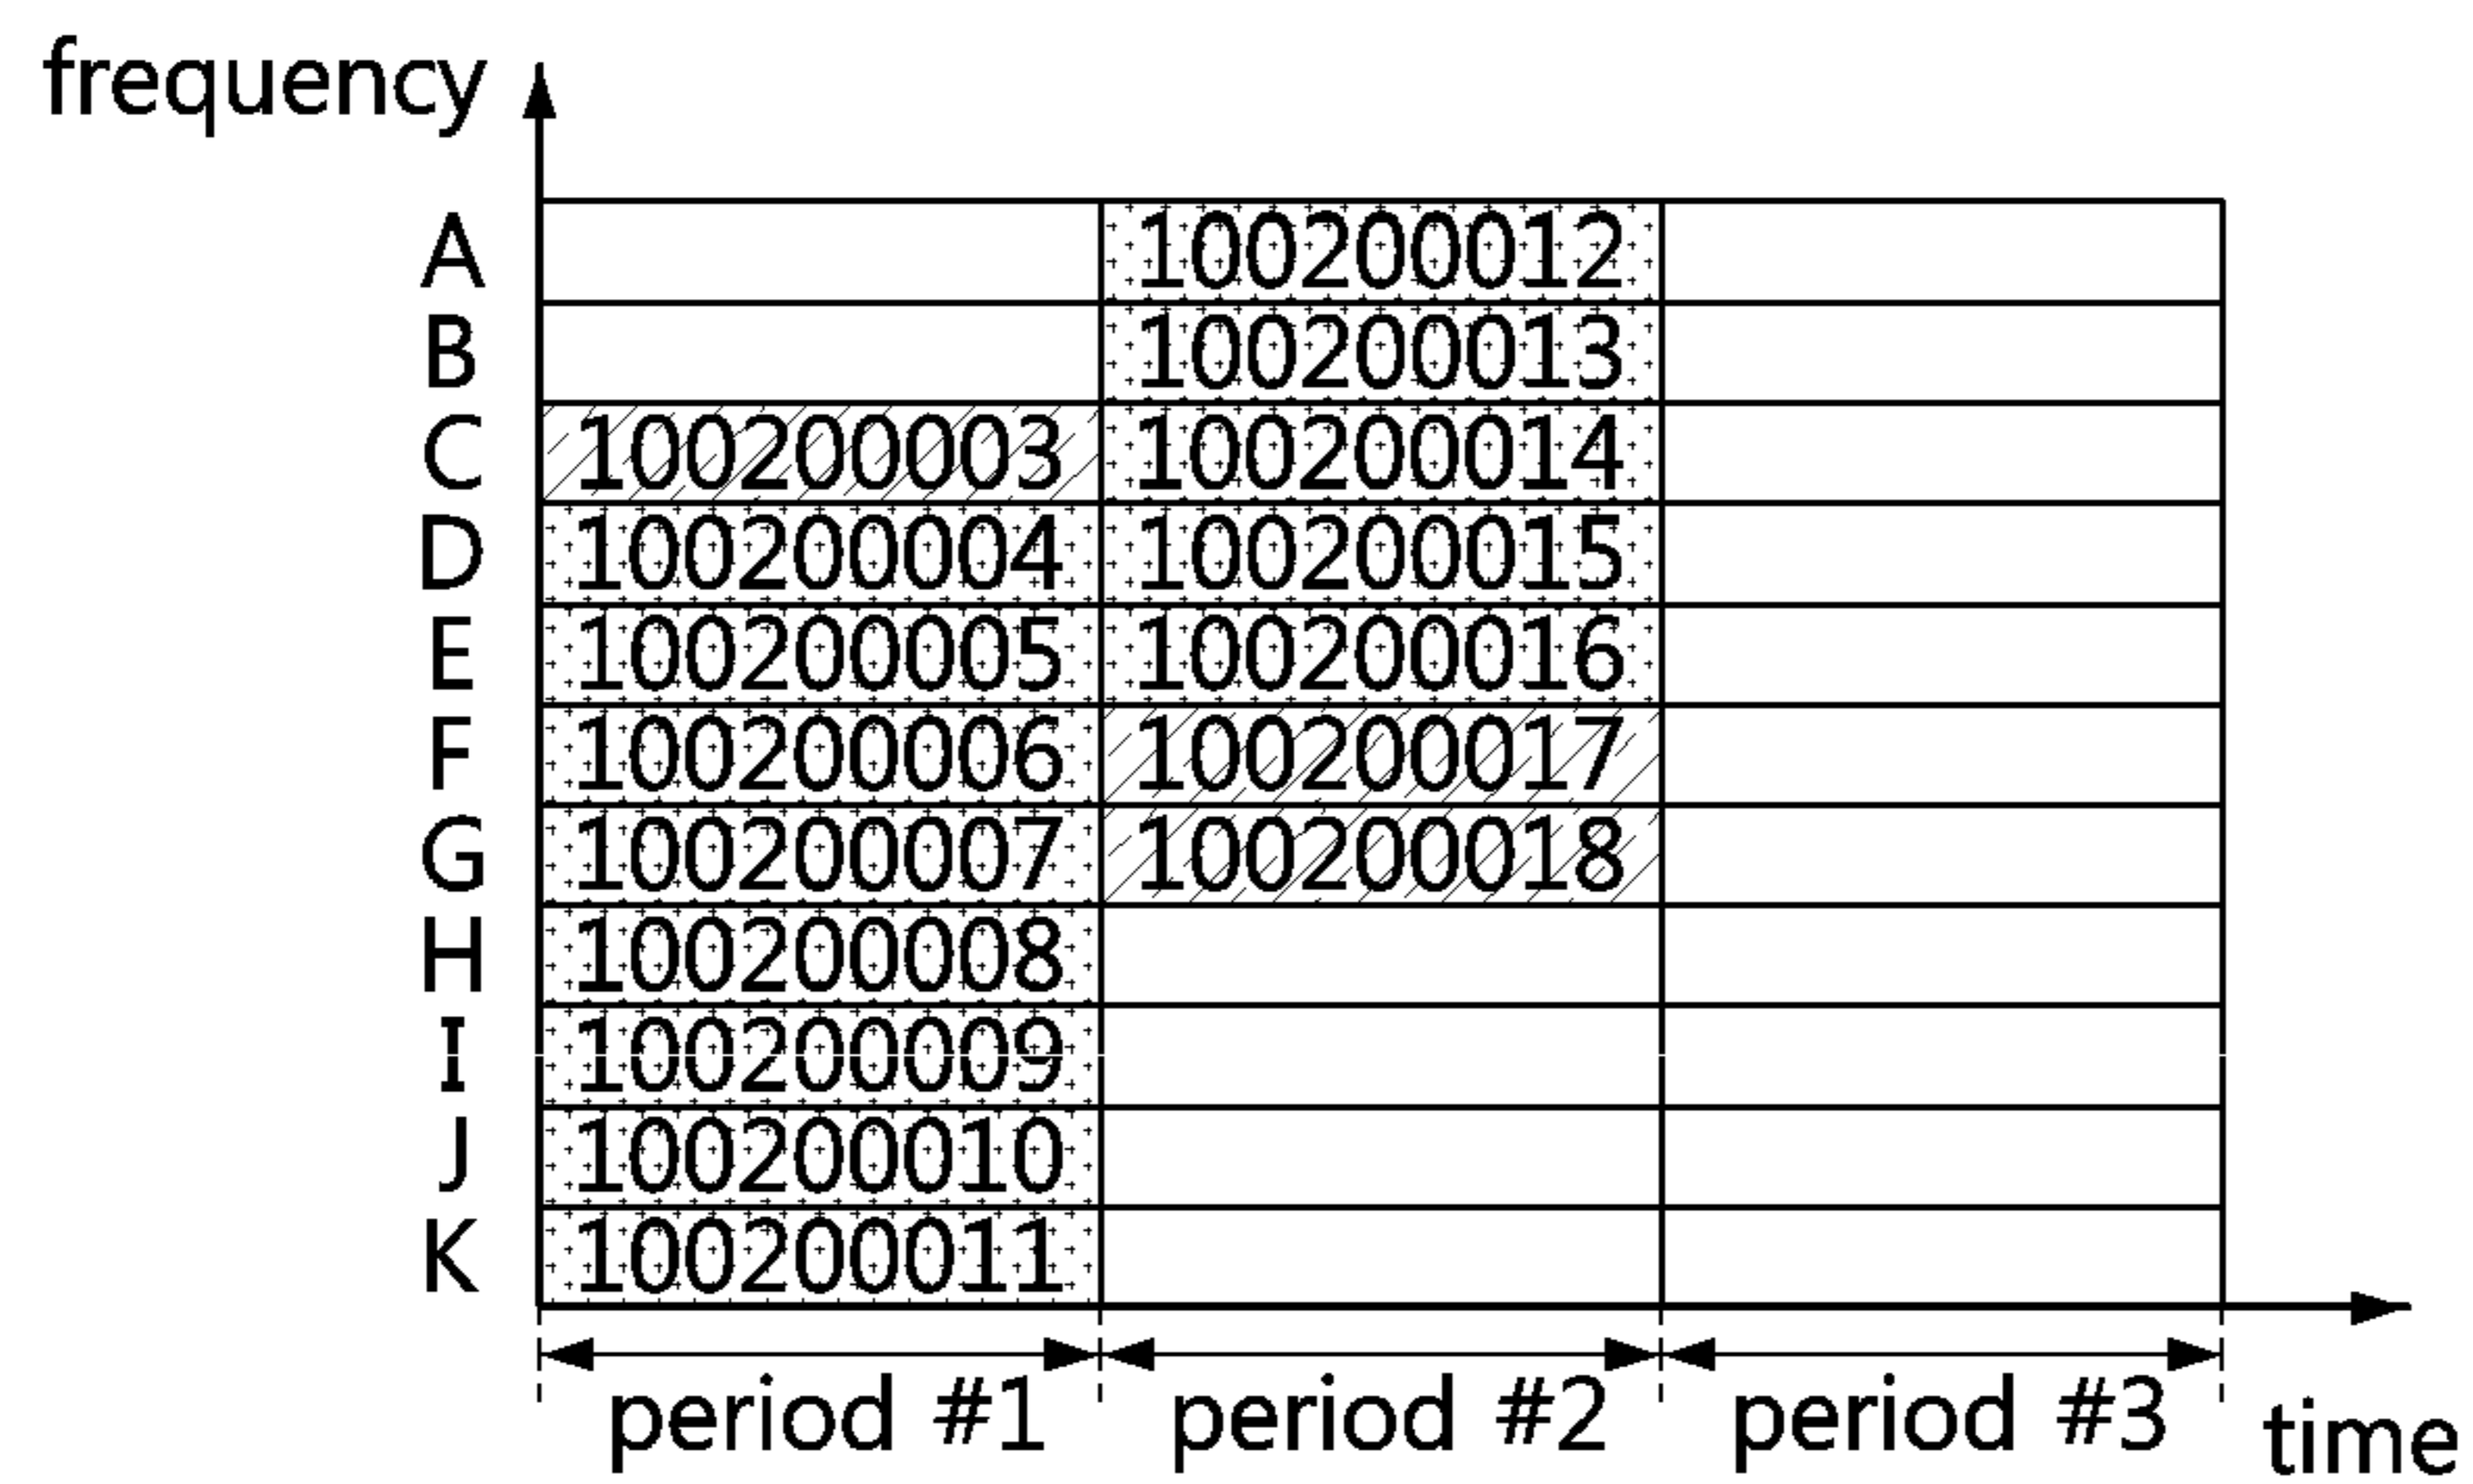 frequency
A 100200012
B 100200013
C 100200003 100200014
D 100200004 100200015
E 100200005 100200016
F 100200006 100200017
G 100200007 100200018
H 100200008
I 100200009
J 100200010
K 100200011
period #1 period #2 period #3 time